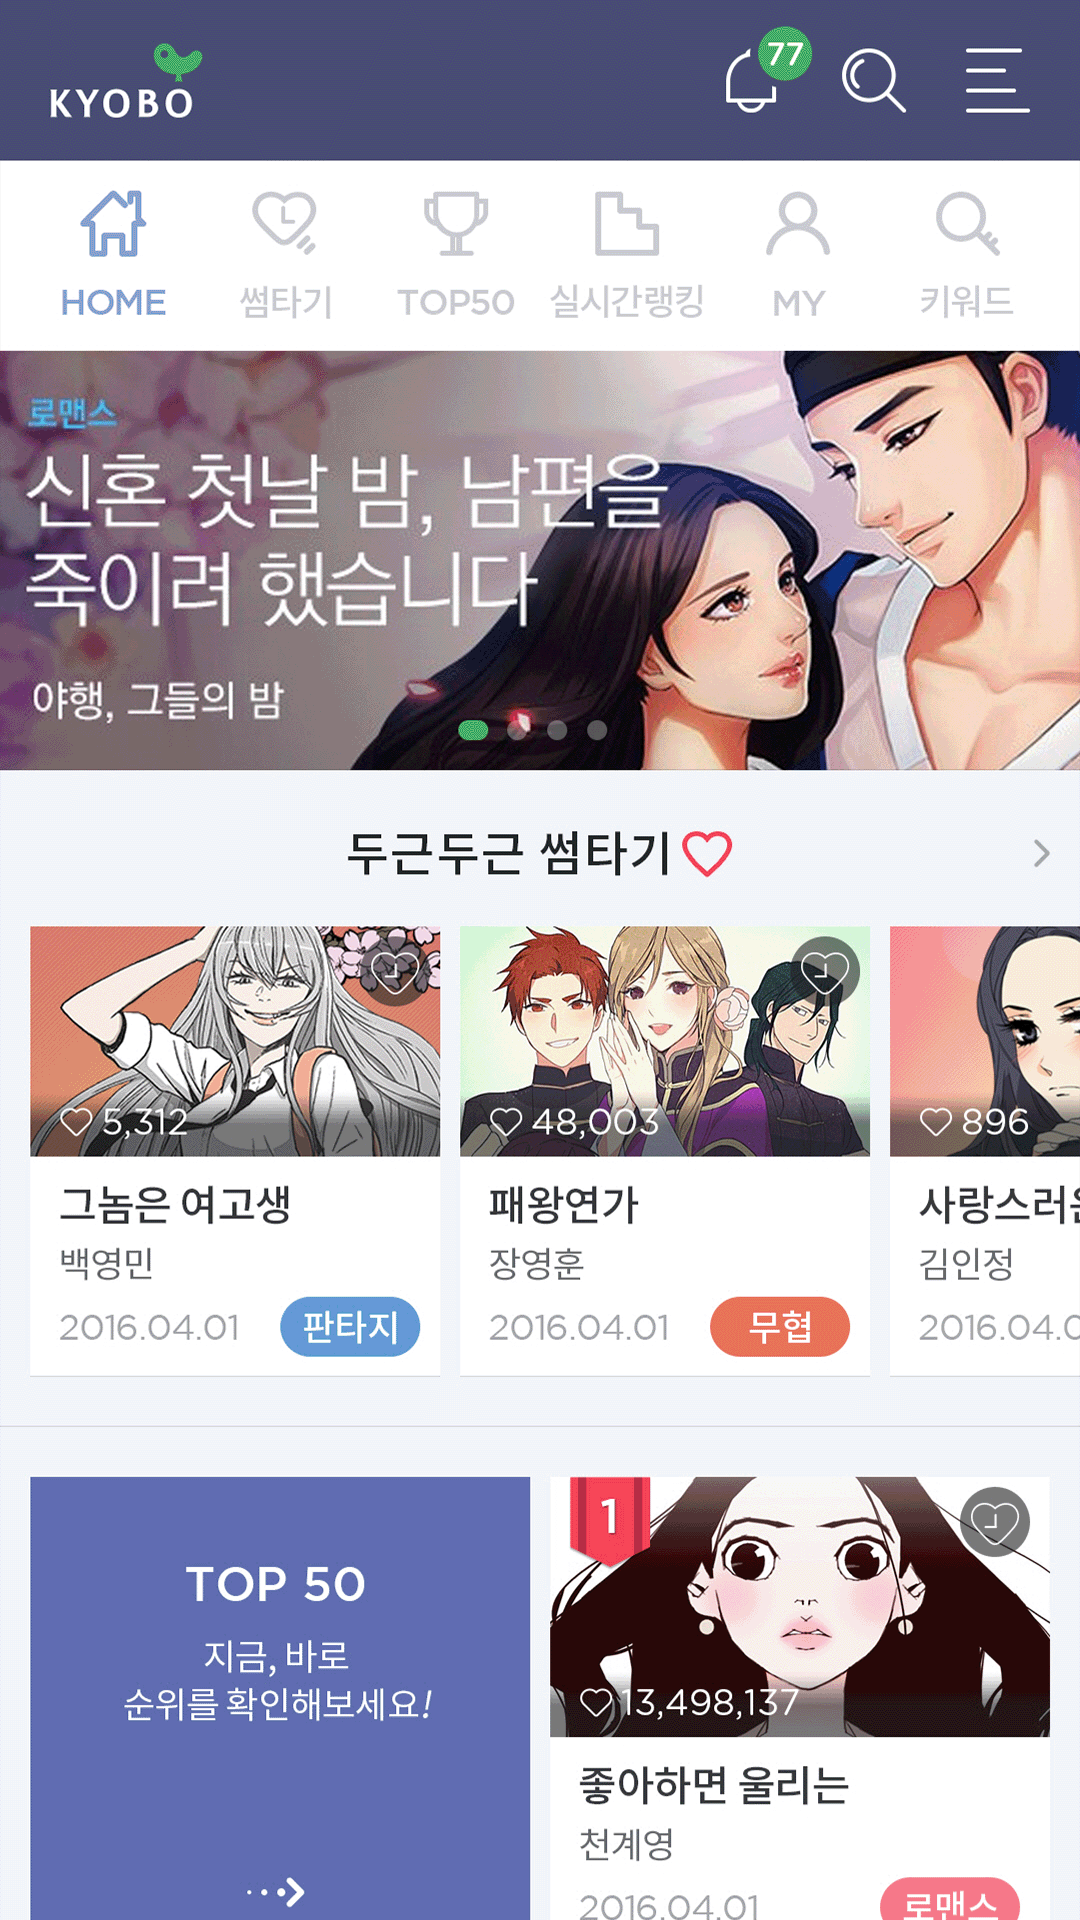 KYOBO
77
HOME
썸타기
TOP50
실시간랭킹
MY
키워드
로맨스
신혼 첫날 밤, 남편을
죽이려 했습니다
야행, 그들의 밤
두근두근 썸타기
5,312
그놈은 여고생
백영민
2016.04.01
판타지
48,003
패왕연가
장영훈
2016.04.01
무협
896
사랑스러운
김인정
2016.04.0
TOP 50
지금, 바로
순위를 확인해보세요!
1
13,498,137
좋아하면 울리는
천계영
2016.04.01
로맨스